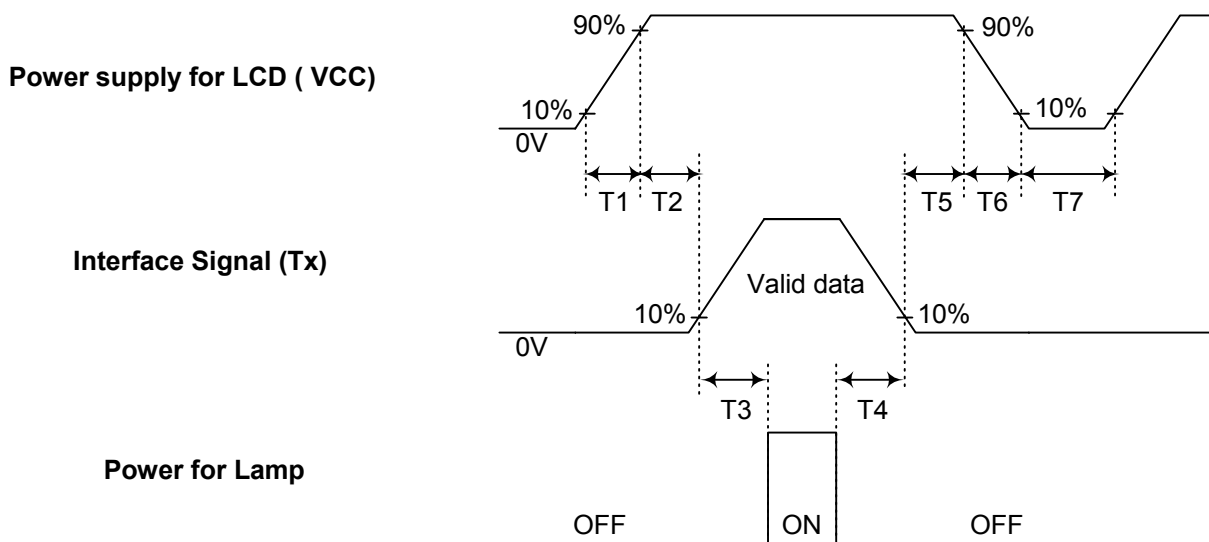 90%
90%
Power supply for LCD ( VCC)
10%
10%
0V
T1 T2 T5 T6 T7
Interface Signal (Tx)
Valid data
10%
10%
0V
T3 T4
Power for Lamp
OFF ON OFF